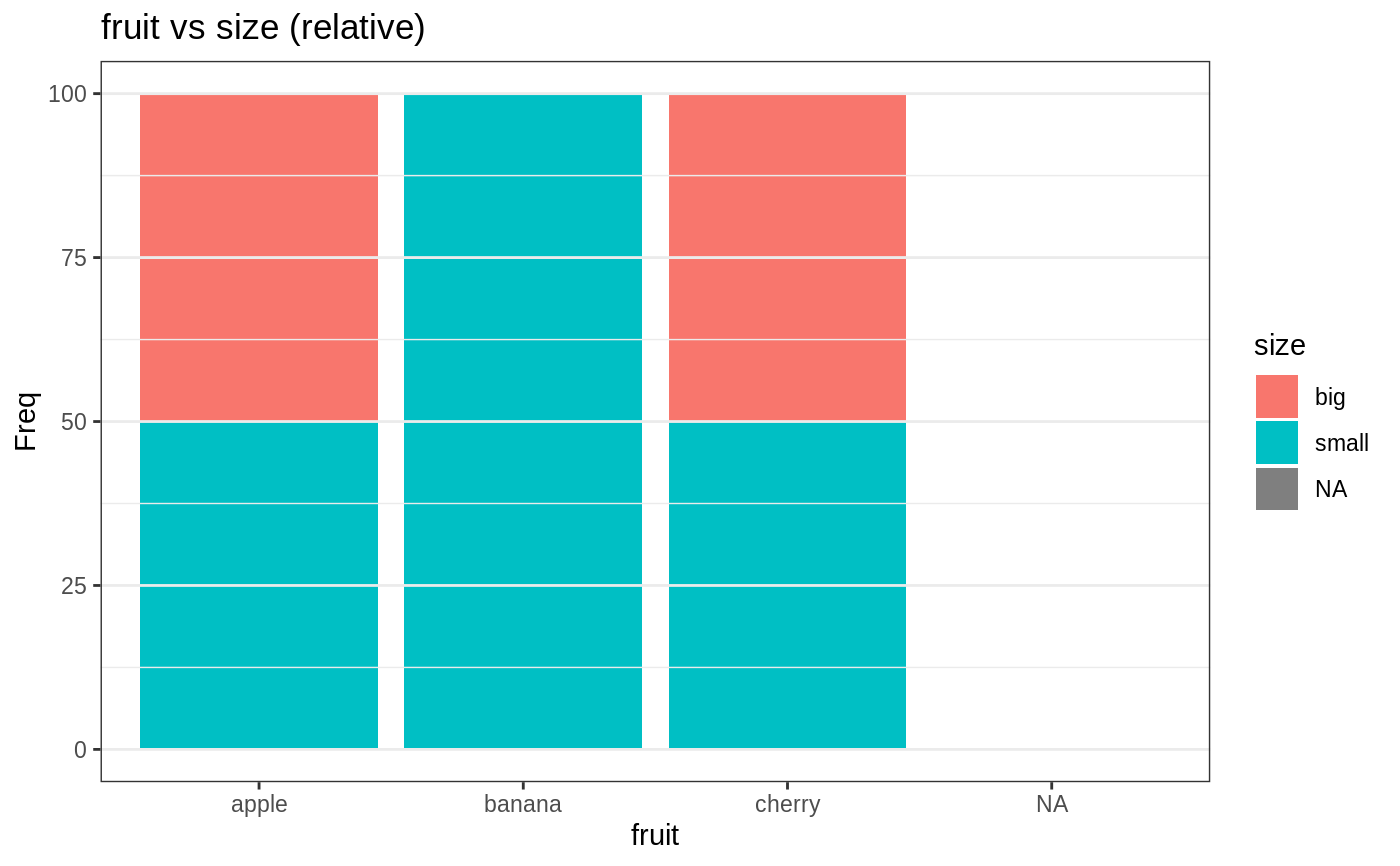 fruit vs size (relative)
100
75
50
25
0
Freq
apple banana cherry NA
fruit
size
big
small
NA